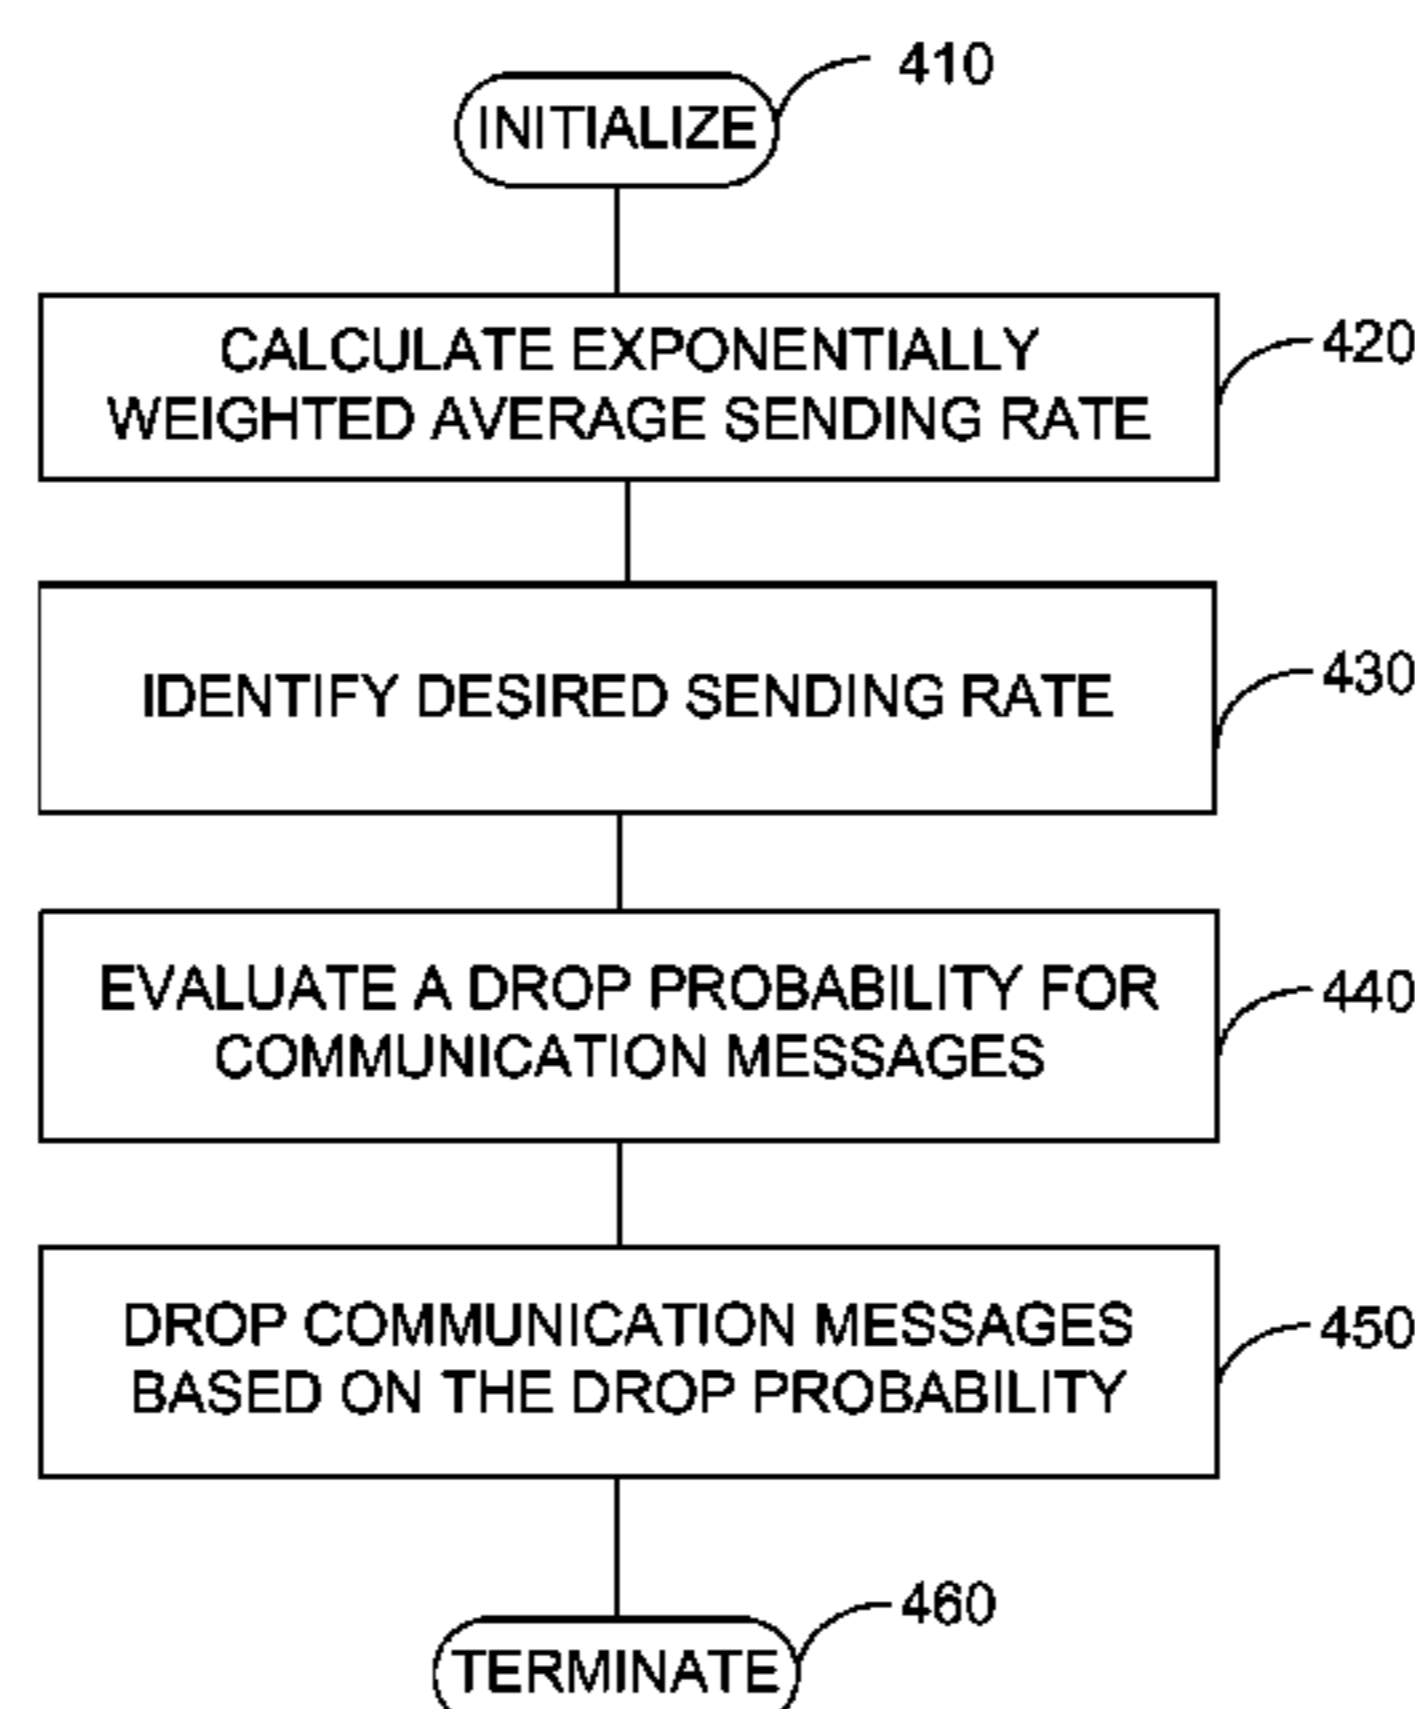 410
INITIALIZE
CALCULATE EXPONENTIALLY
WEIGHTED AVERAGE SENDING RATE
420
IDENTIFY DESIRED SENDING RATE
430
EVALUATE A DROP PROBABILITY FOR
COMMUNICATION MESSAGES
440
DROP COMMUNICATION MESSAGES
BASED ON THE DROP PROBABILITY
450
460
TERMINATE